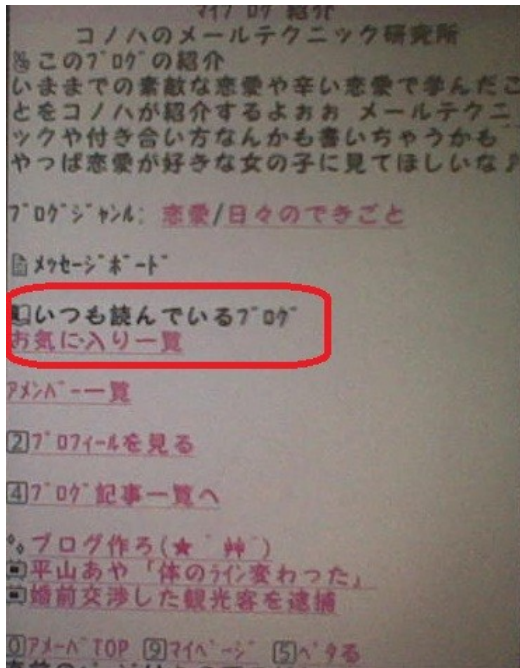 ﾏｲﾌﾞﾛｸﾞ紹介
コノハのメールテクニック研究所
このﾌﾞﾛｸﾞの紹介
いままでの素敵な恋愛や辛い恋愛で学んだこ
とをコノハが紹介するよぉぉ メールテクニ
ックや付き合い方なんかも書いちゃうかも
やっぱ恋愛が好きな女の子に見てほしいな♪
ﾌﾞﾛｸﾞｼﾞｬﾝﾙ: 恋愛/日々のできごと
ﾒｯｾｰｼﾞﾎﾞｰﾄﾞ
いつも読んでいるﾌﾞﾛｸﾞ
お気に入り一覧
ｱﾒﾝﾊﾞｰ一覧
2ﾌﾟﾛﾌｨｰﾙを見る
4ﾌﾞﾛｸﾞ記事一覧へ
ブログ作ろ(★´艸`)
平山あや「体のﾗｲﾝ変わった」
婚前交渉した観光客を逮捕
0ｱﾒｰﾊﾞTOP 9ﾏｲﾍﾟｰｼﾞ 5ﾍﾟﾀる